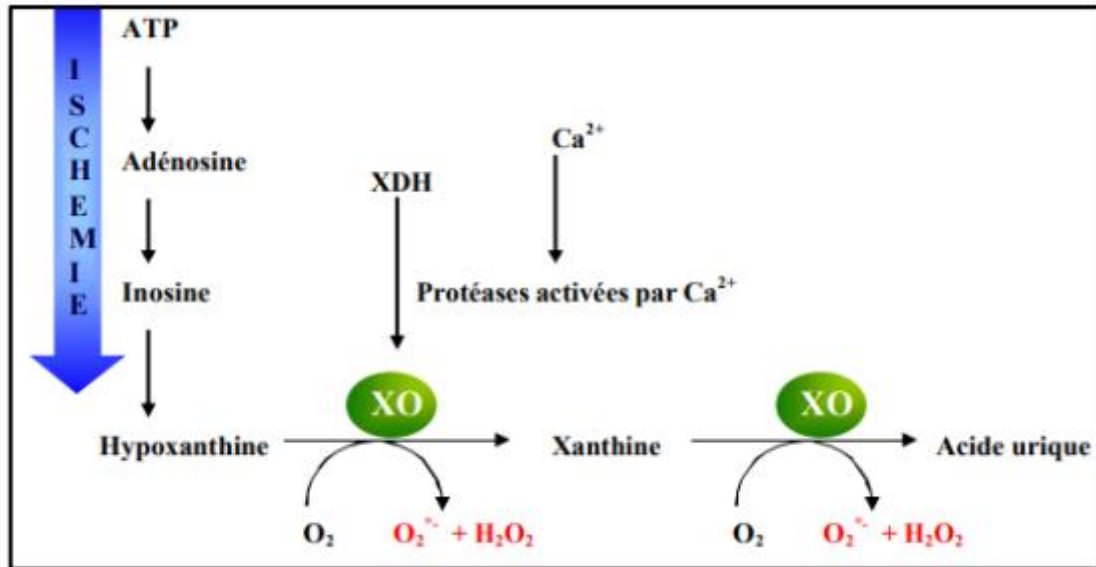 ISCHEMIE
ATP
Adénosine
Ca²⁺
XDH
Inosine
Protéases activées par Ca²⁺
XO
XO
Hypoxanthine
Xanthine
Acide urique
O₂
O₂°⁻ + H₂O₂
O₂
O₂°⁻ + H₂O₂